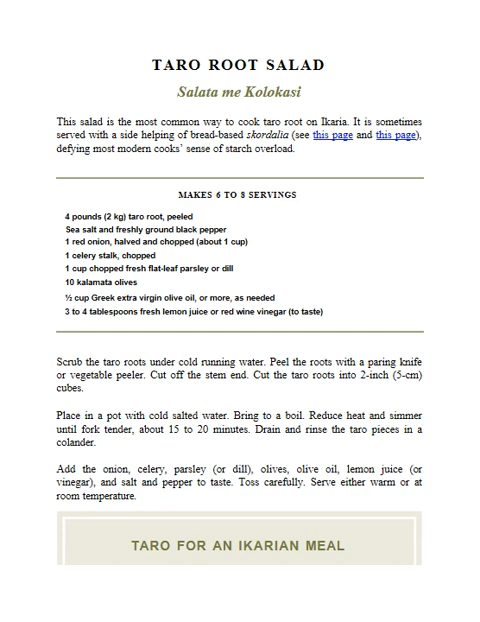 TARO ROOT SALAD
Salata me Kolokasi
This salad is the most common way to cook taro root on Ikaria. It is sometimes
served with a side helping of bread-based skordalia (see this page and this page),
defying most modern cooks’ sense of starch overload.
MAKES 6 TO 8 SERVINGS
4 pounds (2 kg) taro root, peeled
Sea salt and freshly ground black pepper
1 red onion, halved and chopped (about 1 cup)
1 celery stalk, chopped
1 cup chopped fresh flat-leaf parsley or dill
10 kalamata olives
½ cup Greek extra virgin olive oil, or more, as needed
3 to 4 tablespoons fresh lemon juice or red wine vinegar (to taste)
Scrub the taro roots under cold running water. Peel the roots with a paring knife
or vegetable peeler. Cut off the stem end. Cut the taro roots into 2-inch (5-cm)
cubes.
Place in a pot with cold salted water. Bring to a boil. Reduce heat and simmer
until fork tender, about 15 to 20 minutes. Drain and rinse the taro pieces in a
colander.
Add the onion, celery, parsley (or dill), olives, olive oil, lemon juice (or
vinegar), and salt and pepper to taste. Toss carefully. Serve either warm or at
room temperature.
TARO FOR AN IKARIAN MEAL